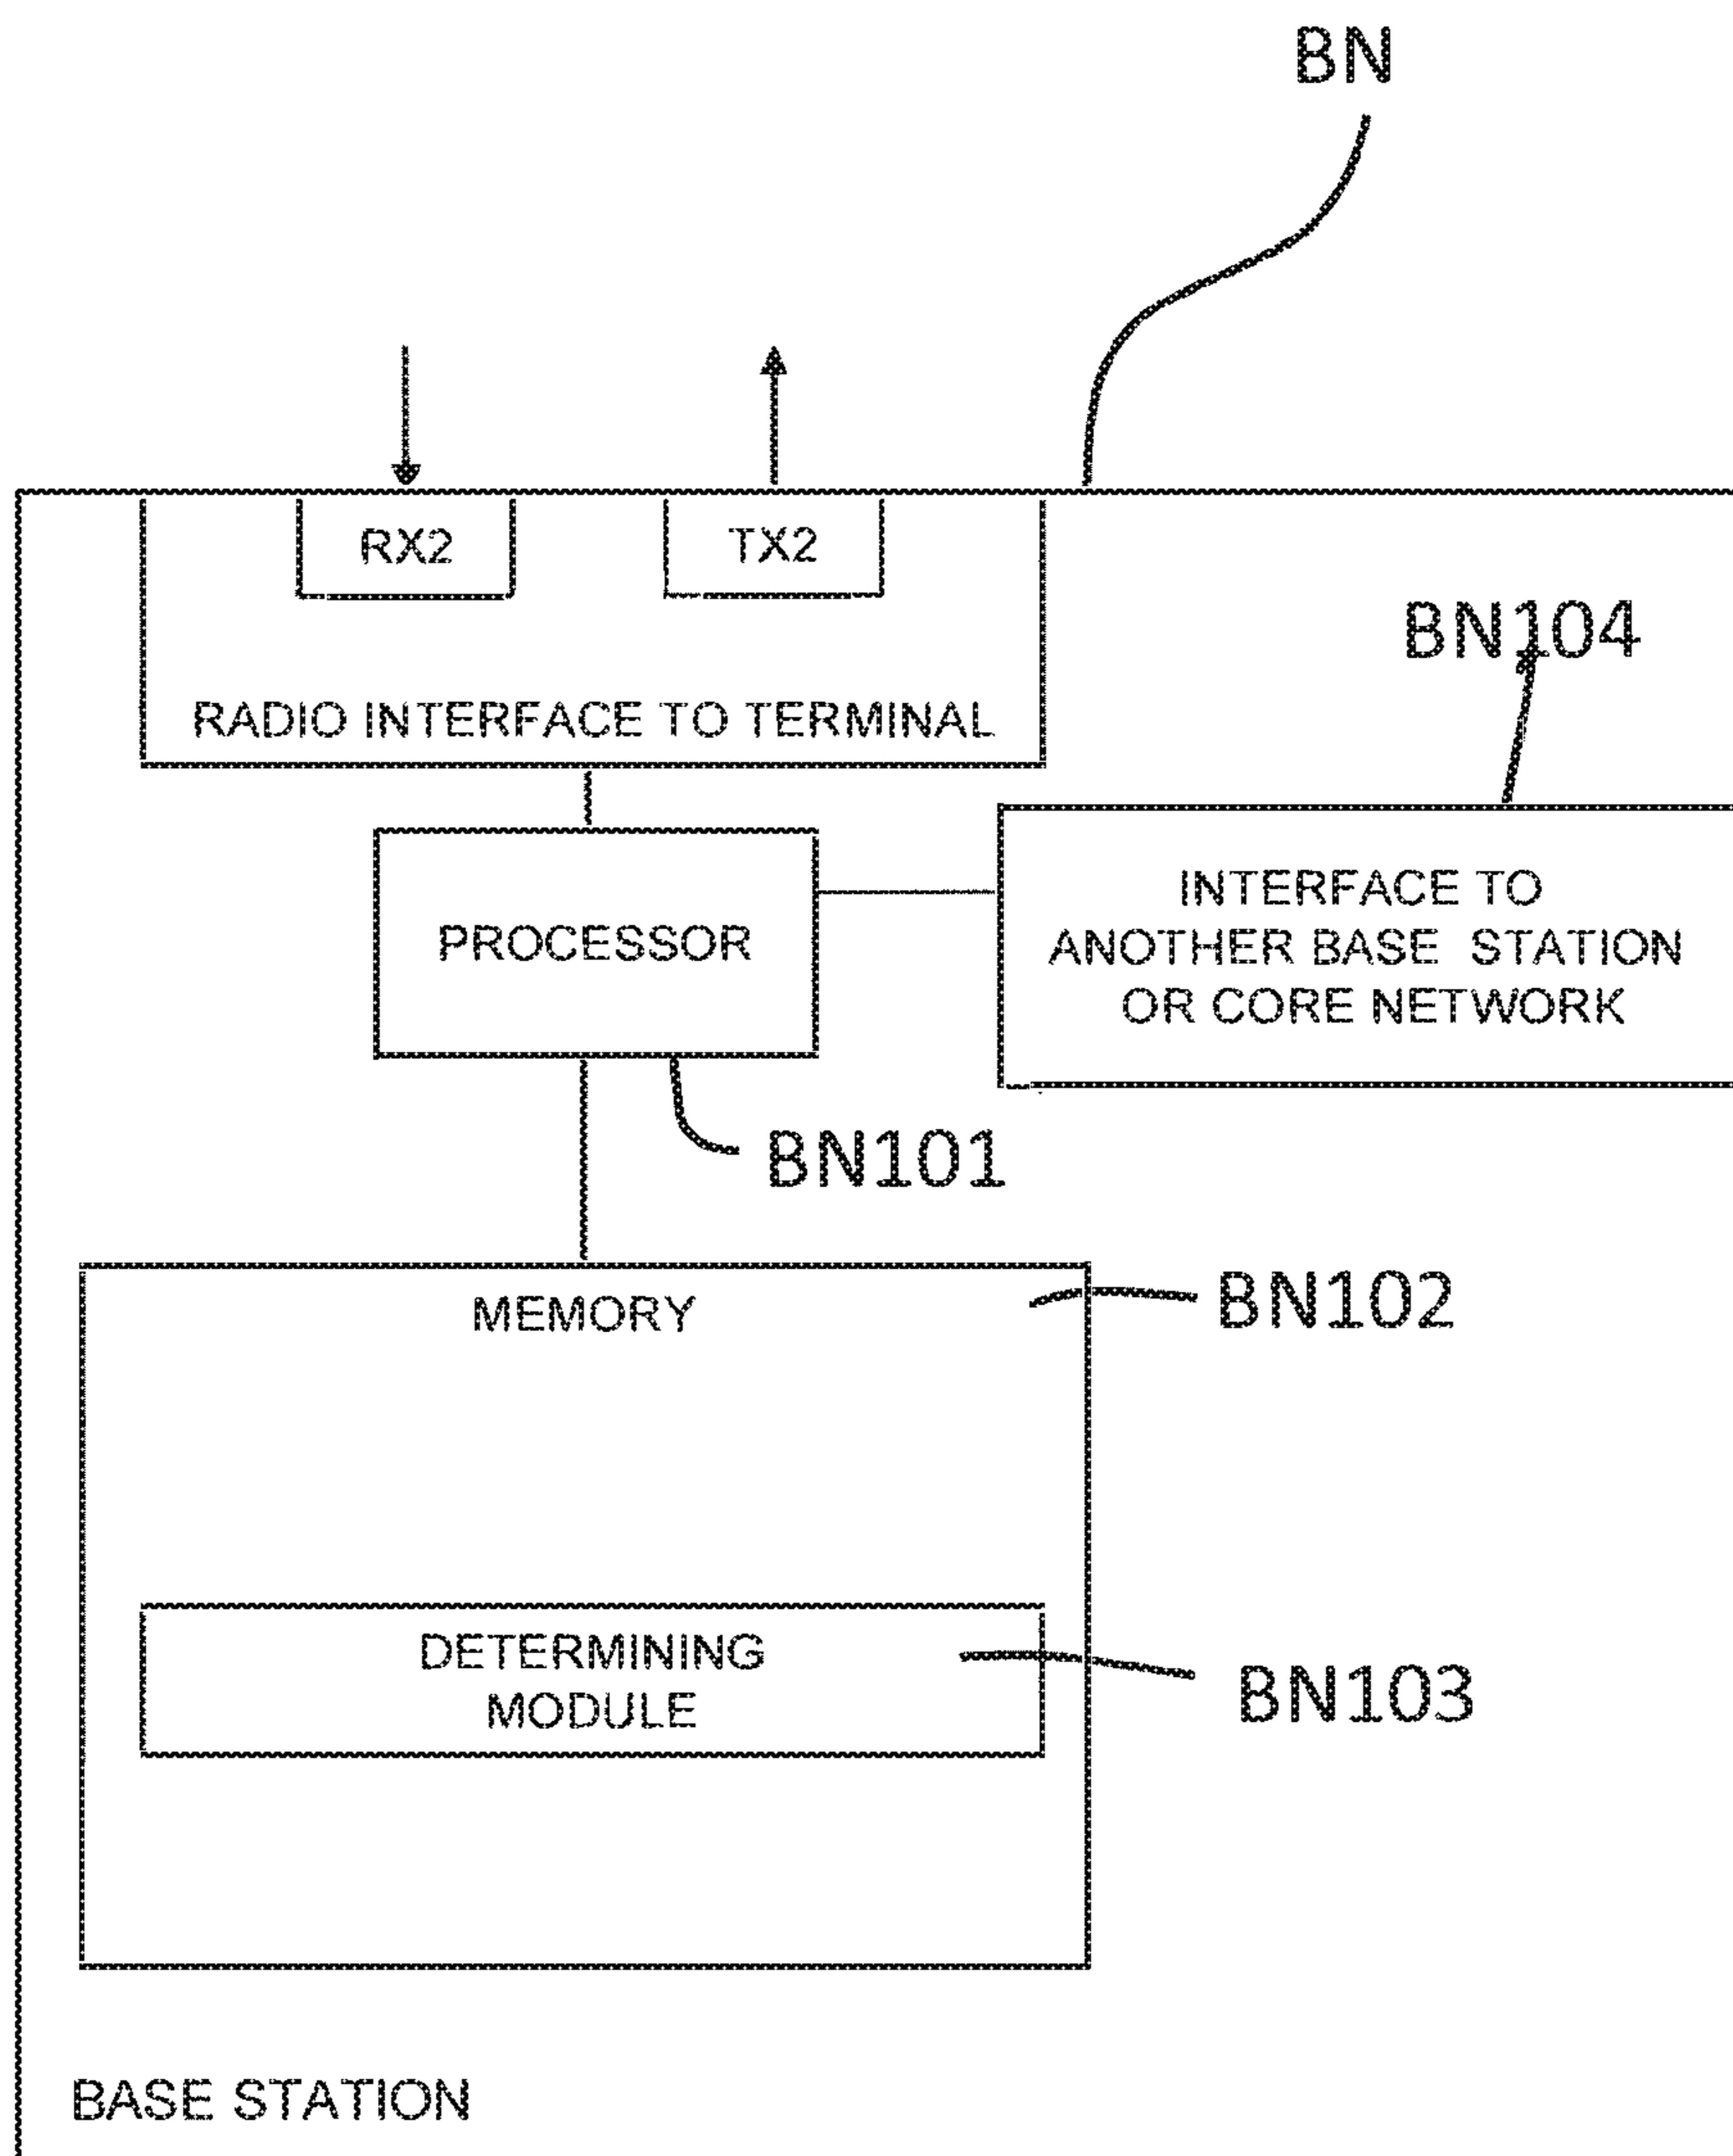 BN
RX2
TX2
BN104
RADIO INTERFACE TO TERMINAL
PROCESSOR
INTERFACE TO
ANOTHER BASE STATION
OR CORE NETWORK
BN101
MEMORY
BN102
DETERMINING
MODULE
BN103
BASE STATION